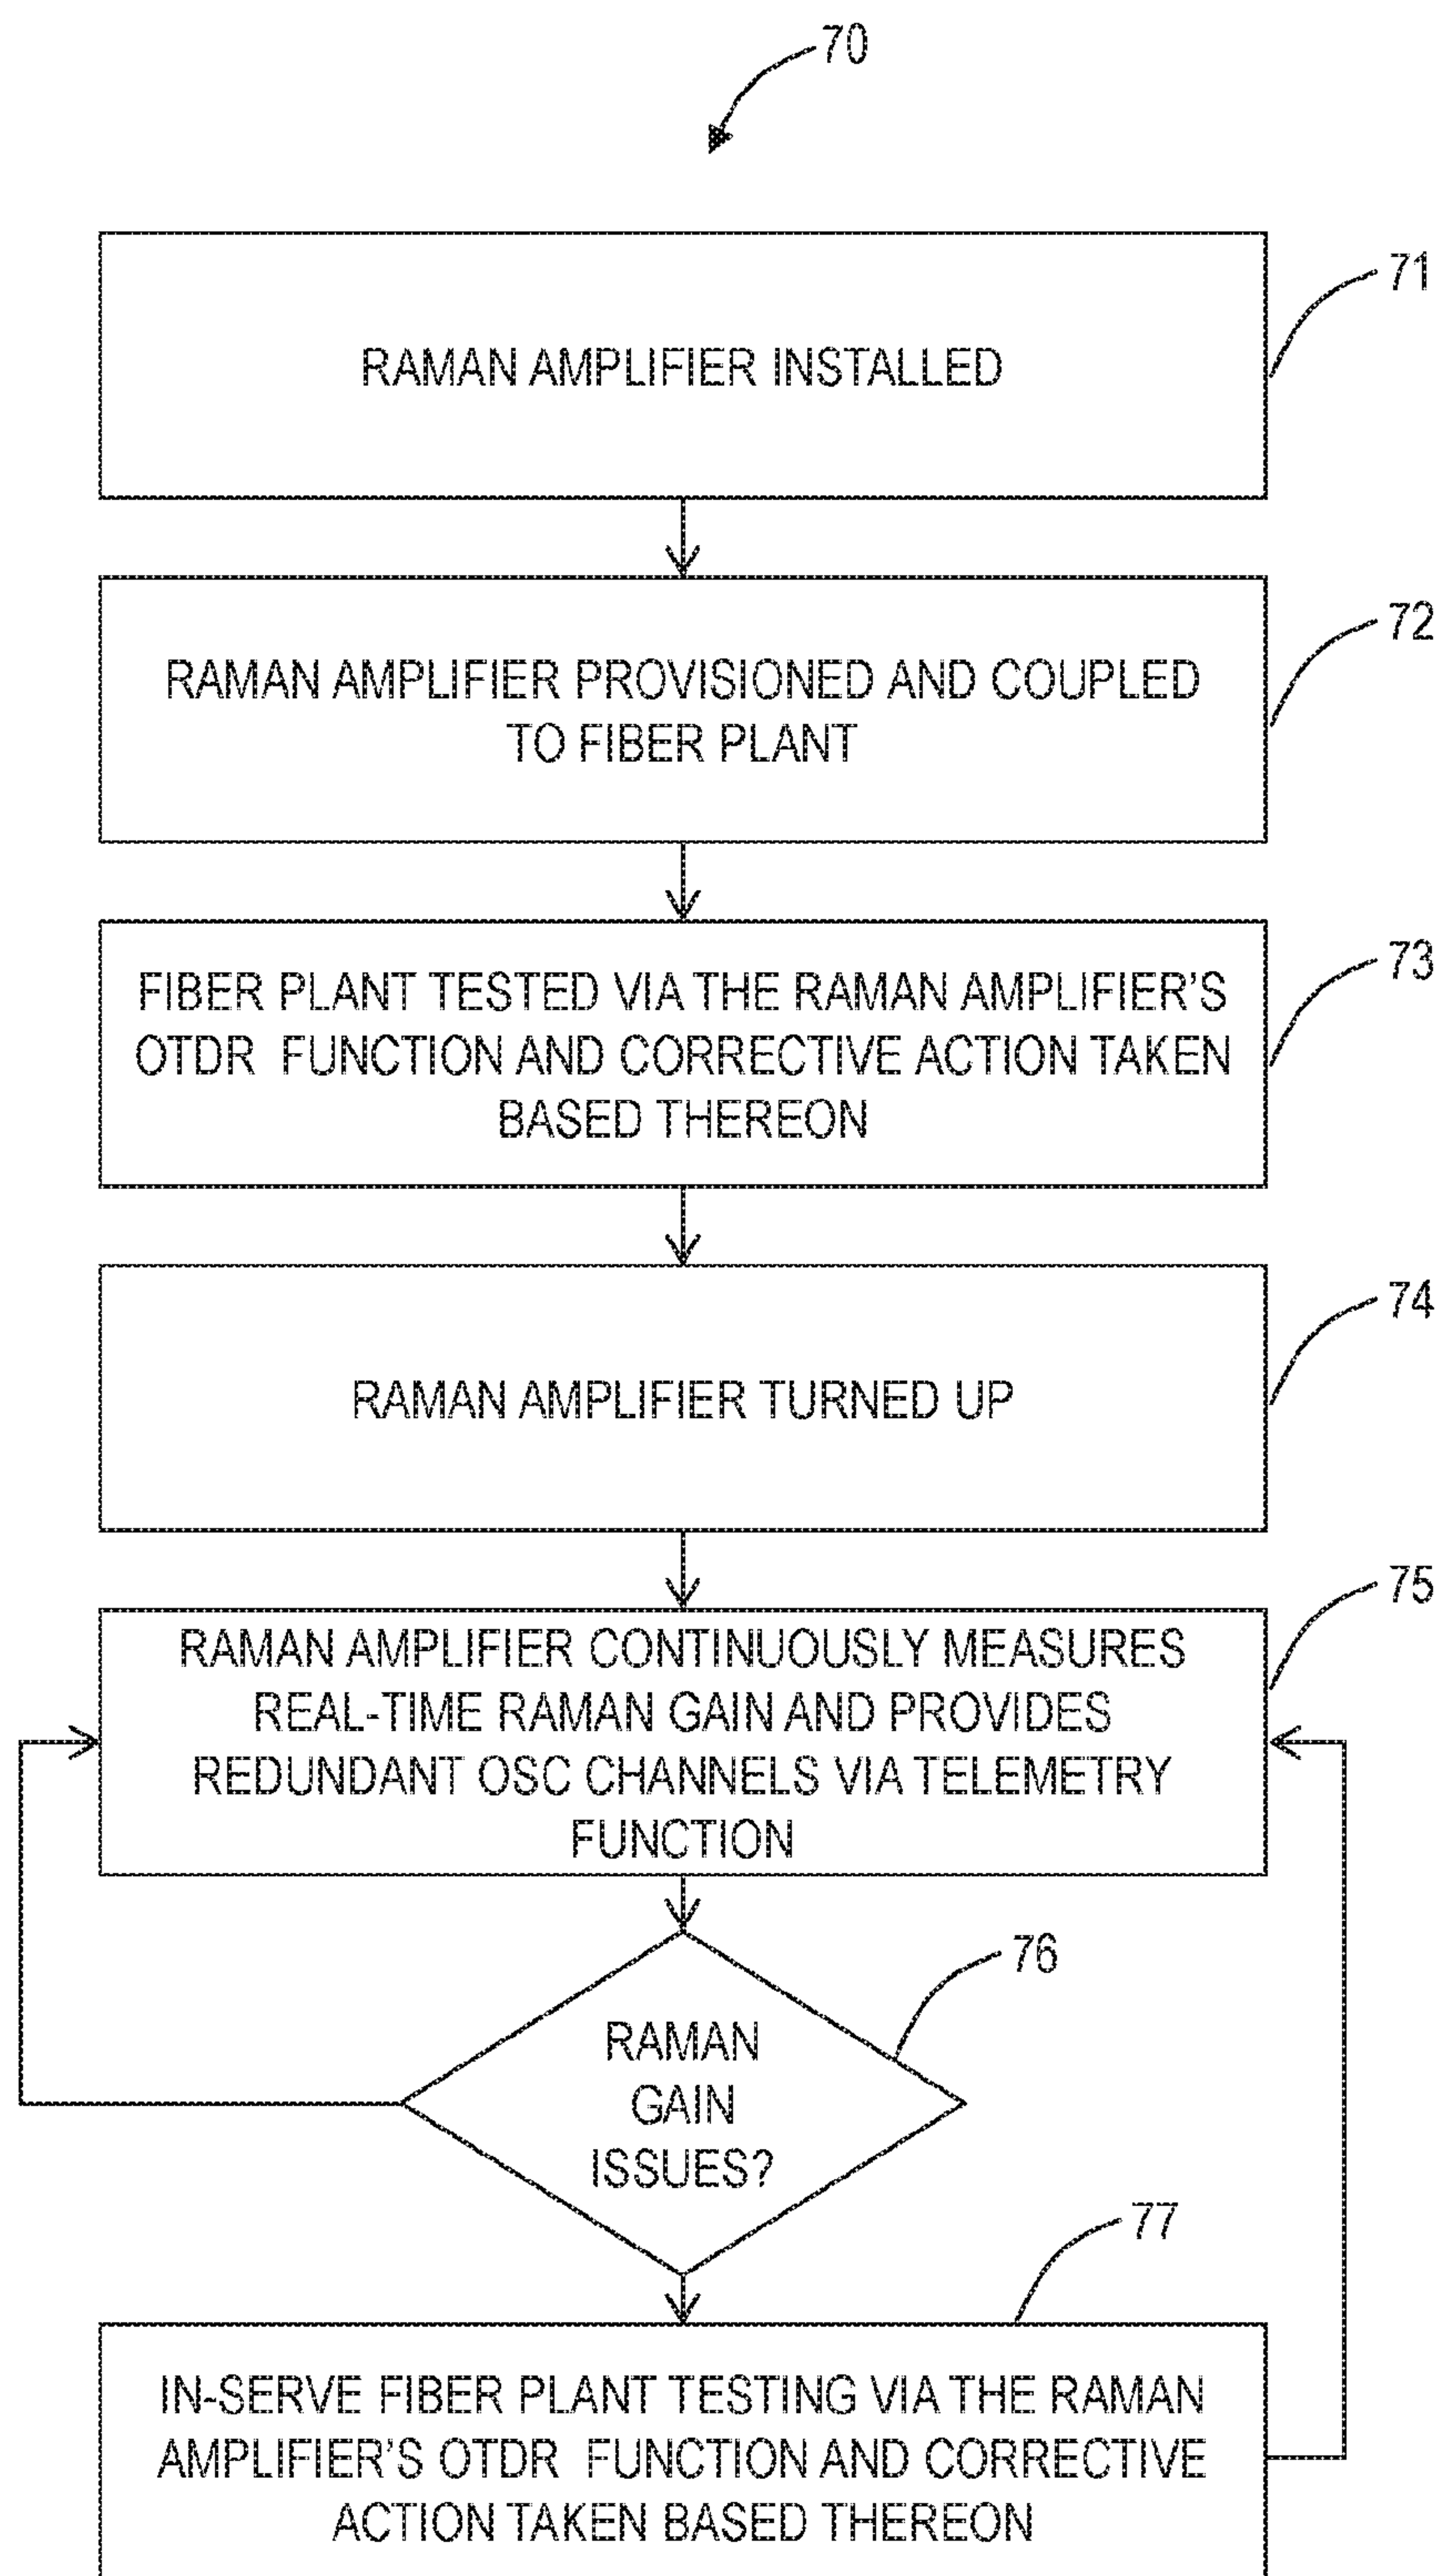 70
RAMAN AMPLIFIER INSTALLED
71
RAMAN AMPLIFIER PROVISIONED AND COUPLED
TO FIBER PLANT
72
FIBER PLANT TESTED VIA THE RAMAN AMPLIFIER'S
OTDR FUNCTION AND CORRECTIVE ACTION TAKEN
BASED THEREON
73
RAMAN AMPLIFIER TURNED UP
74
RAMAN AMPLIFIER CONTINUOUSLY MEASURES
REAL-TIME RAMAN GAIN AND PROVIDES
REDUNDANT OSC CHANNELS VIA TELEMETRY
FUNCTION
75
RAMAN
GAIN
ISSUES?
76
IN-SERVE FIBER PLANT TESTING VIA THE RAMAN
AMPLIFIER'S OTDR FUNCTION AND CORRECTIVE
ACTION TAKEN BASED THEREON
77